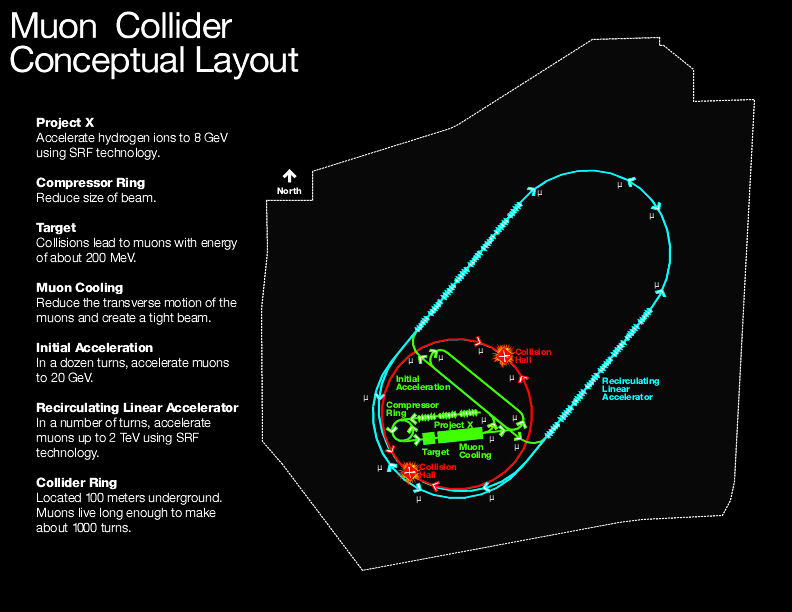 Muon Collider
Conceptual Layout
Project X
Accelerate hydrogen ions to 8 GeV
using SRF technology.
Compressor Ring
Reduce size of beam.
Target
Collisions lead to muons with energy
of about 200 MeV.
Muon Cooling
Reduce the transverse motion of the
muons and create a tight beam.
Initial Acceleration
In a dozen turns, accelerate muons
to 20 GeV.
Recirculating Linear Accelerator
In a number of turns, accelerate
muons up to 2 TeV using SRF
technology.
Collider Ring
Located 100 meters underground.
Muons live long enough to make
about 1000 turns.
North
μ
μ
μ
μ
μ
μ
μ
Collision
Hall
μ
Initial
Acceleration
Recirculating
Linear
Accelerator
μ
Compressor
Ring
Project X
μ
μ
μ
Target
Muon
Cooling
μ
Collision
Hall
μ
μ